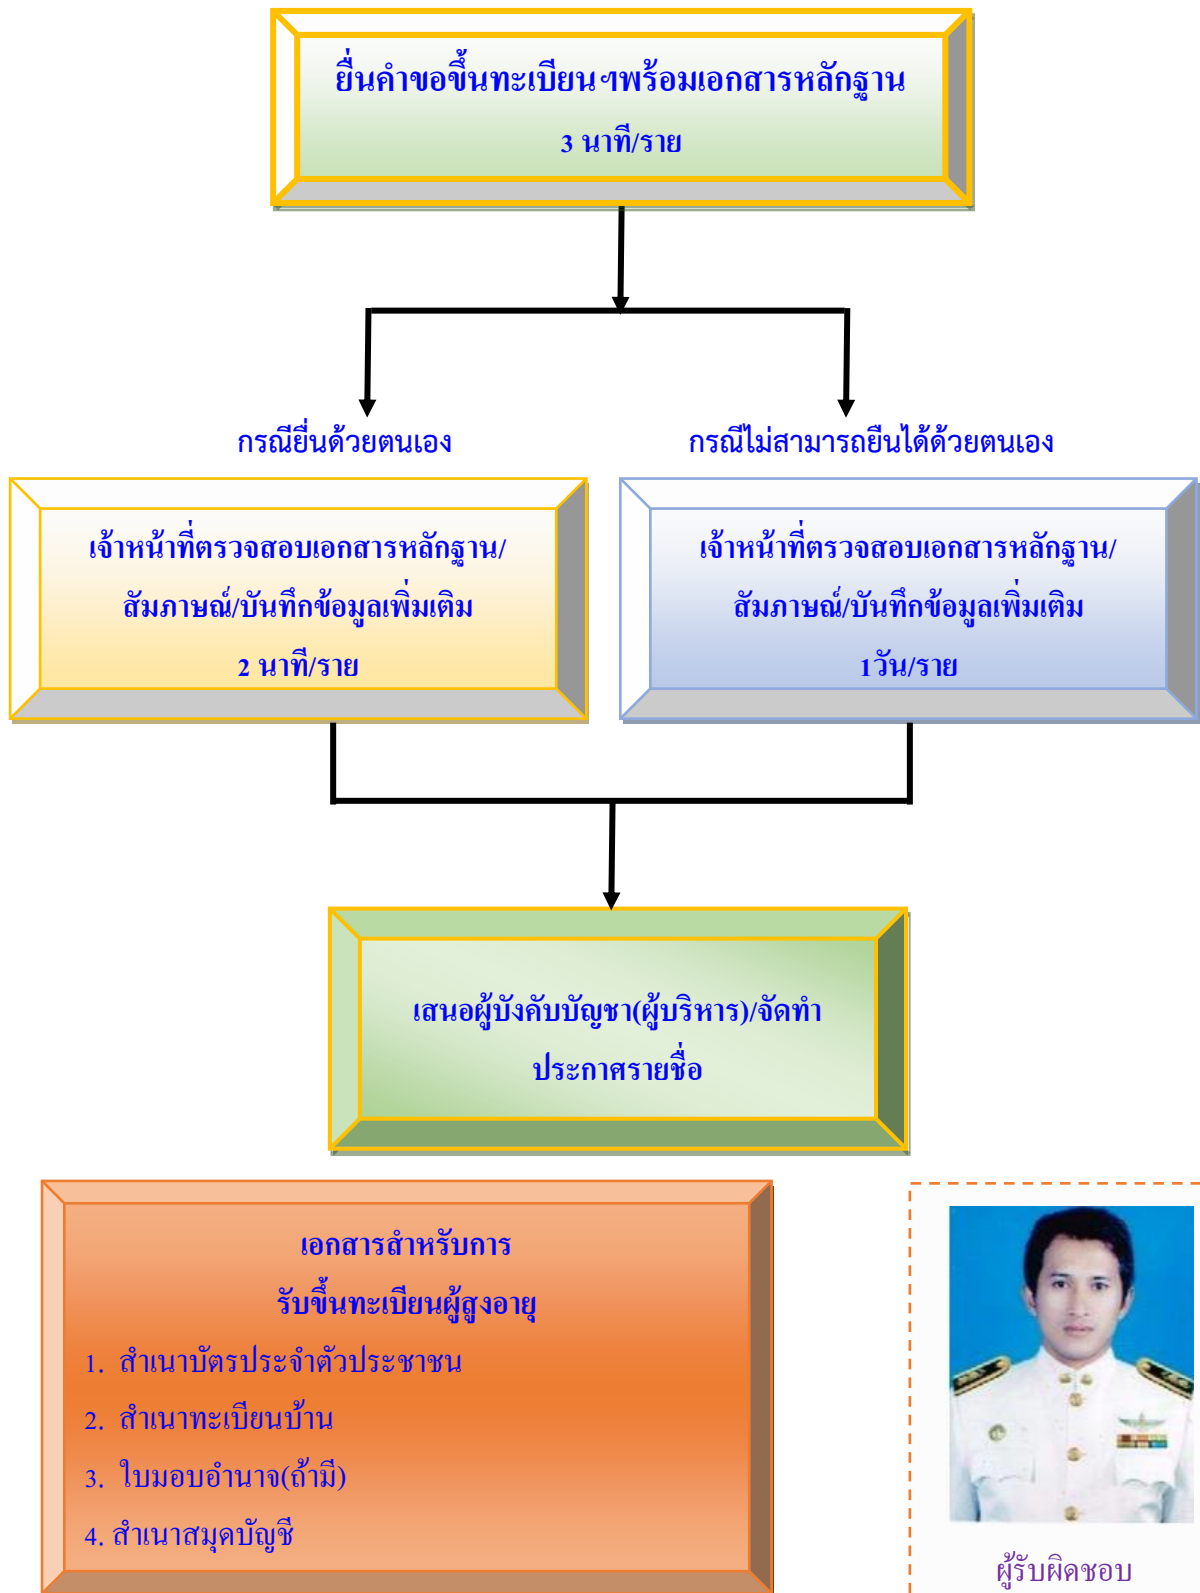 ยื่นคำขอขึ้นทะเบียนฯพร้อมเอกสารหลักฐาน
3 นาที/ราย
กรณียื่นด้วยตนเอง
กรณีไม่สามารถยืนได้ด้วยตนเอง
เจ้าหน้าที่ตรวจสอบเอกสารหลักฐาน/
สัมภาษณ์/บันทึกข้อมูลเพิ่มเติม
2 นาที/ราย
เจ้าหน้าที่ตรวจสอบเอกสารหลักฐาน/
สัมภาษณ์/บันทึกข้อมูลเพิ่มเติม
1วัน/ราย
เสนอผู้บังคับบัญชา(ผู้บริหาร)/จัดทำ
ประกาศรายชื่อ
เอกสารสำหรับการ
รับขึ้นทะเบียนผู้สูงอายุ
1. สำเนาบัตรประจำตัวประชาชน
2. สำเนาทะเบียนบ้าน
3. ใบมอบอำนาจ(ถ้ามี)
4. สำเนาสมุดบัญชี
ผู้รับผิดชอบ